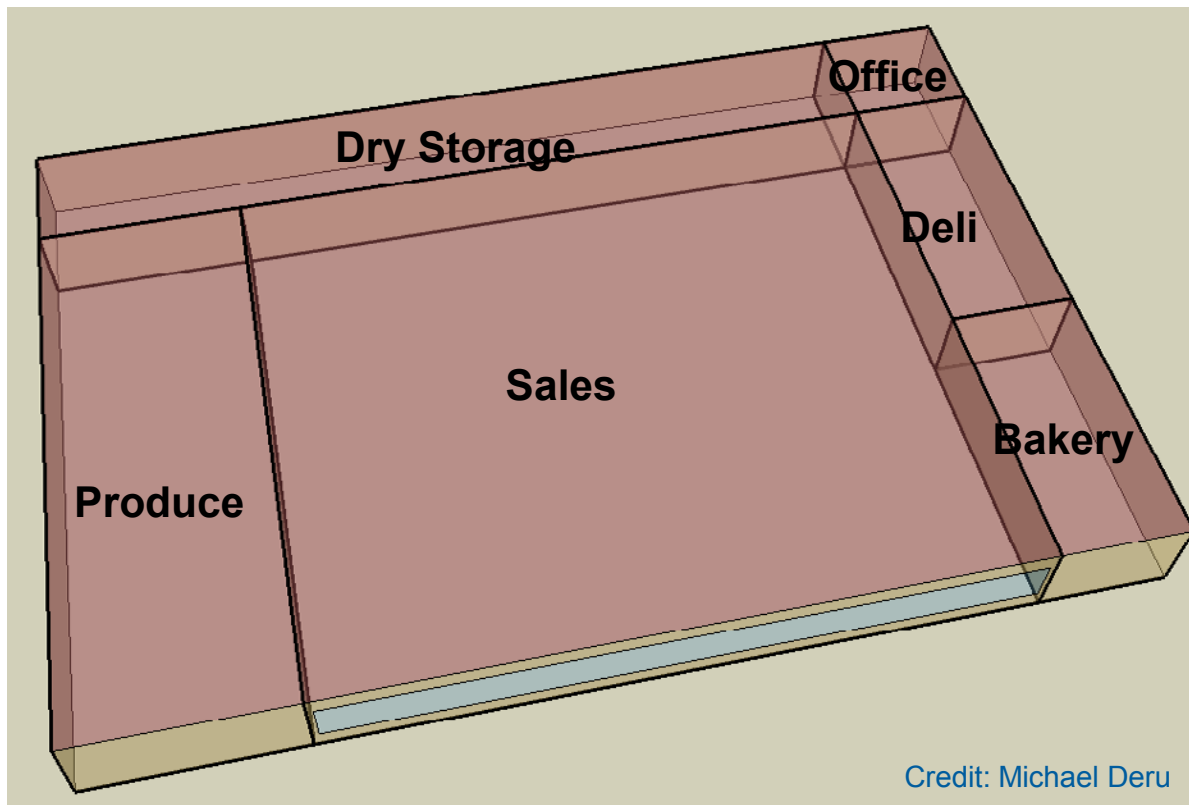 Office
Dry Storage
Deli
Sales
Bakery
Produce
Credit: Michael Deru